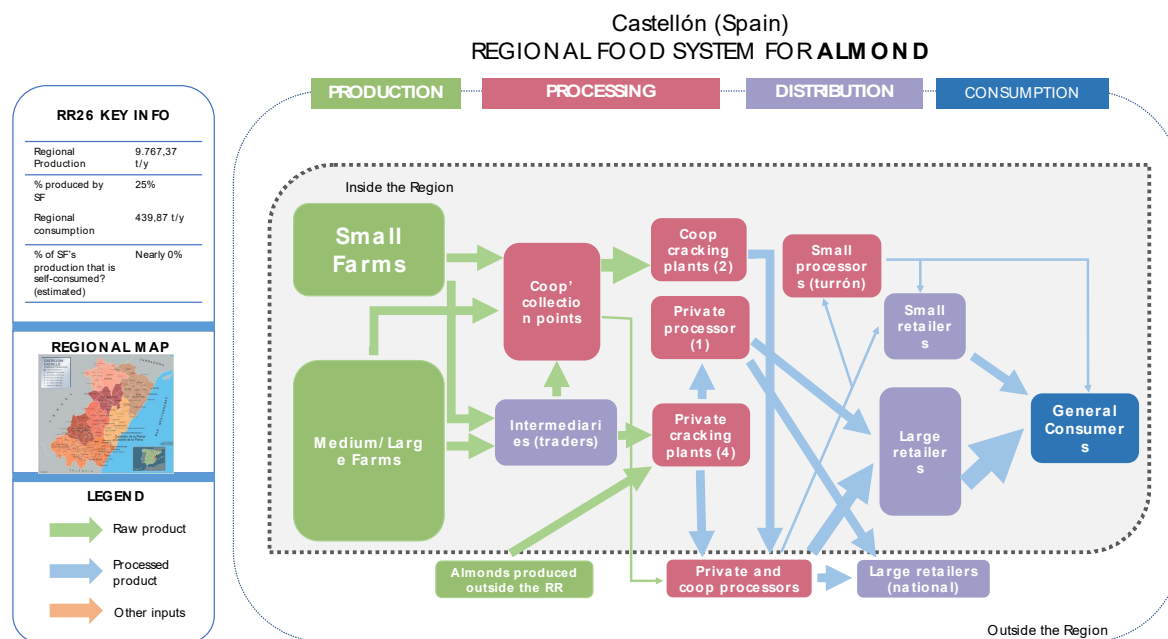 Castellón (Spain)
REGIONAL FOOD SYSTEM FOR ALMOND
PRODUCTION
PROCESSING
DISTRIBUTION
CONSUMPTION
RR26 KEY INFO
Regional
Production
9.767,37
t/y
% produced by
SF
25%
Regional
consumption
439,87 t/y
% of SF's
production that is
self-consumed?
(estimated)
Nearly 0%
REGIONAL MAP
LEGEND
Raw product
Processed
product
Other inputs
Inside the Region
Small
Farms
Medium/ Larg
e Farms
Coop'
collectio
n points
Intermediari
es (traders)
Coop
cracking
plants (2)
Private
processor
(1)
Private
cracking
plants (4)
Small
processor
s (turrón)
Small
retailer
s
Large
retailer
s
General
Consumer
s
Almonds produced
outside the RR
Private and
coop processors
Large retailers
(national)
Outside the Region